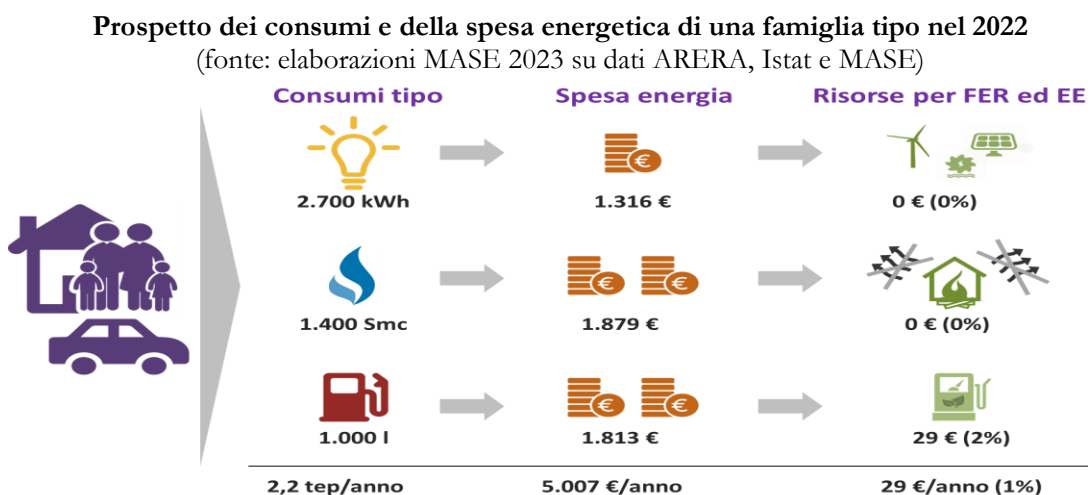 Prospetto dei consumi e della spesa energetica di una famiglia tipo nel 2022
(fonte: elaborazioni MASE 2023 su dati ARERA, Istat e MASE)
Consumi tipo Spesa energia Risorse per FER ed EE
€
2.700 kWh 1.316 € 0 € (0%)
€ €
1.400 Smc 1.879 € 0 € (0%)
€ €
1.000 l 1.813 € 29 € (2%)
2,2 tep/anno 5.007 €/anno 29 €/anno (1%)